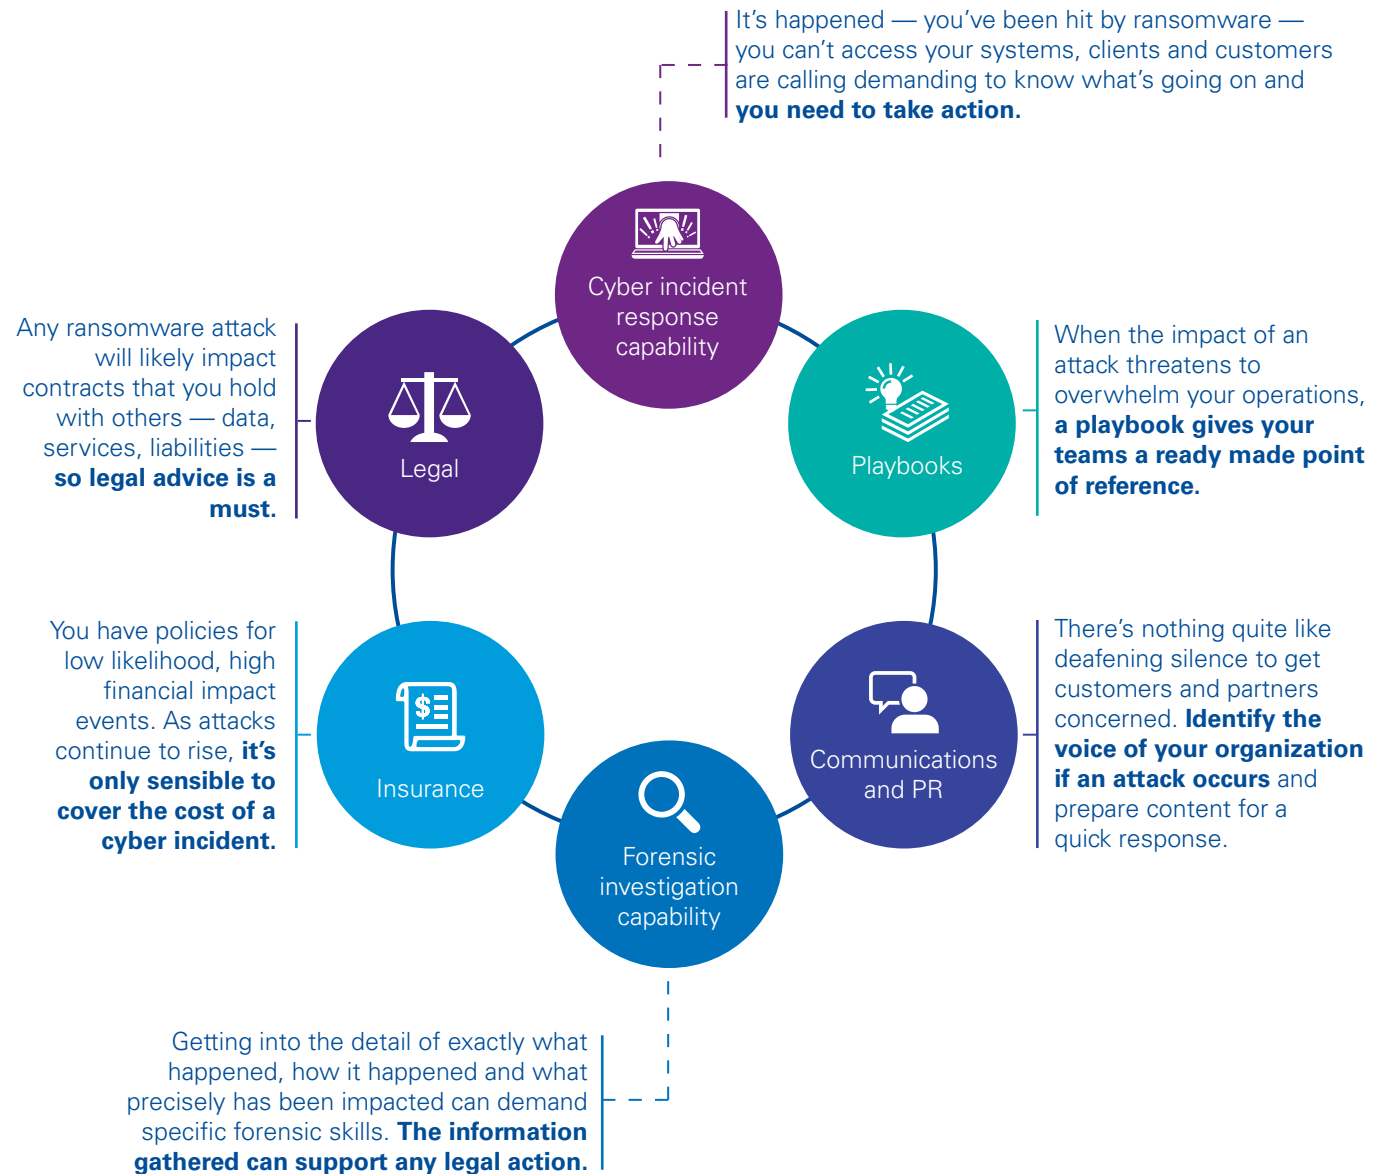 It's happened — you've been hit by ransomware —
you can't access your systems, clients and customers
are calling demanding to know what's going on and
you need to take action.
Cyber incident
response
capability
Any ransomware attack
will likely impact
contracts that you hold
with others — data,
services, liabilities —
so legal advice is a
must.
Legal
Playbooks
When the impact of an
attack threatens to
overwhelm your operations,
a playbook gives your
teams a ready made point
of reference.
You have policies for
low likelihood, high
financial impact
events. As attacks
continue to rise, it's
only sensible to
cover the cost of a
cyber incident.
$
Insurance
Communications
and PR
There's nothing quite like
deafening silence to get
customers and partners
concerned. Identify the
voice of your organization
if an attack occurs and
prepare content for a
quick response.
Forensic
investigation
capability
Getting into the detail of exactly what
happened, how it happened and what
precisely has been impacted can demand
specific forensic skills. The information
gathered can support any legal action.